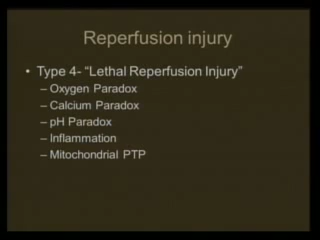 Reperfusion injury
• Type 4- “Lethal Reperfusion Injury”
– Oxygen Paradox
– Calcium Paradox
– pH Paradox
– Inflammation
– Mitochondrial PTP